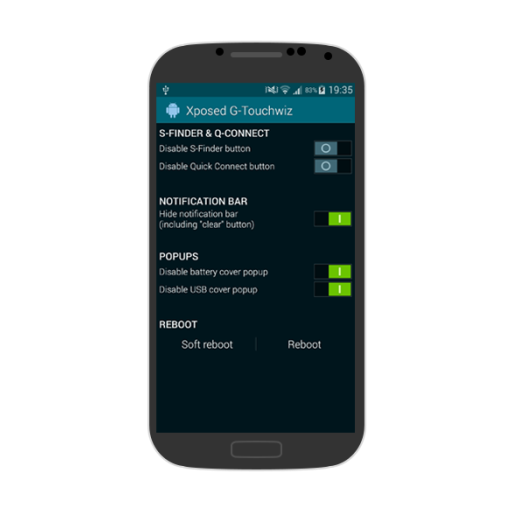 83% 19:35
Xposed G-Touchwiz
S-FINDER & Q-CONNECT
Disable S-Finder button
Disable Quick Connect button
NOTIFICATION BAR
Hide notification bar
(including "clear" button)
POPUPS
Disable battery cover popup
Disable USB cover popup
REBOOT
Soft reboot Reboot